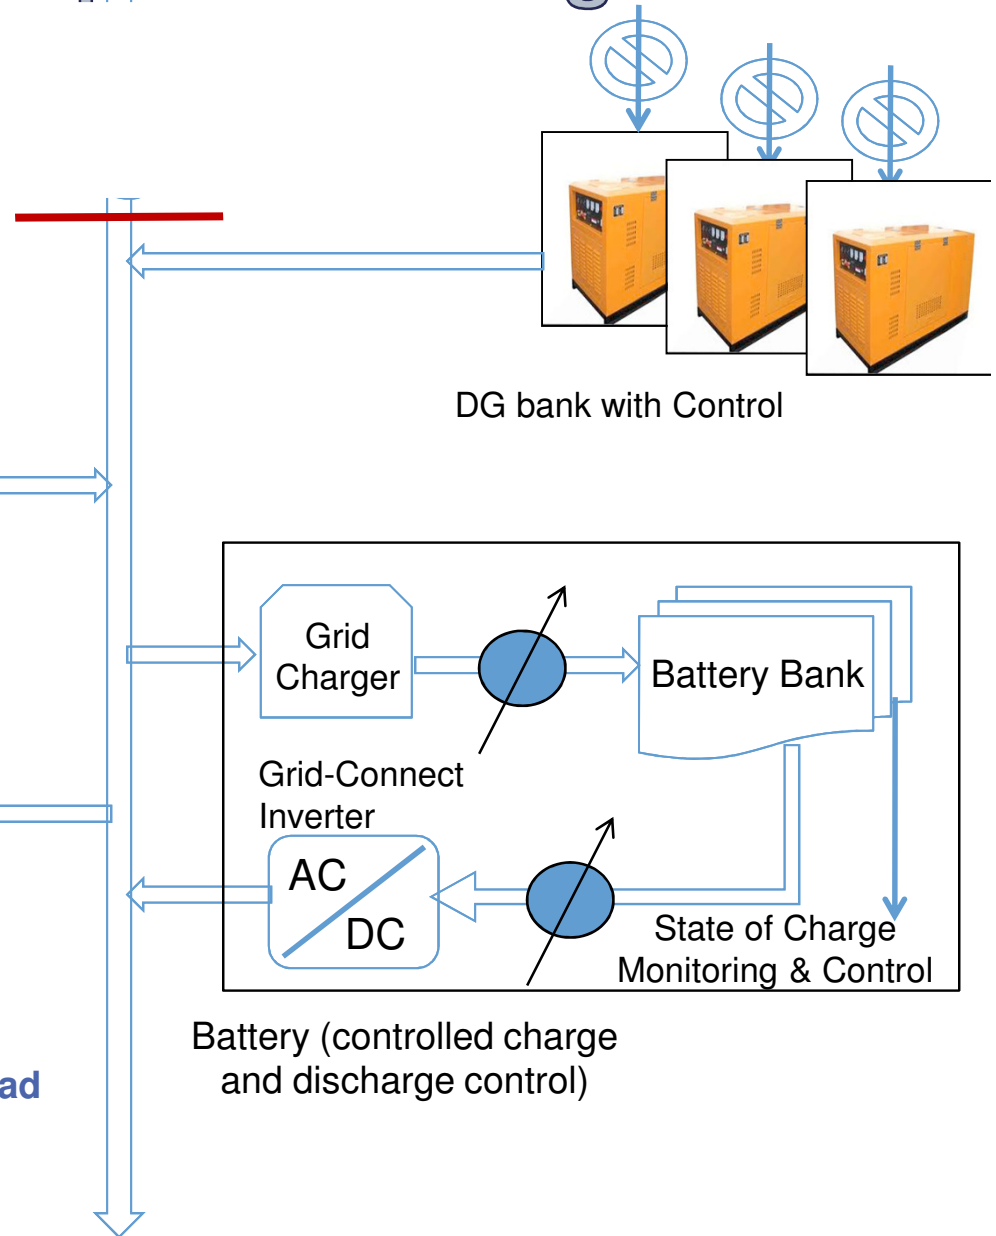 DG bank with Control
Grid
Charger
Battery Bank
Grid-Connect
Inverter
AC
DC
State of Charge
Monitoring & Control
Battery (controlled charge
and discharge control)
ad